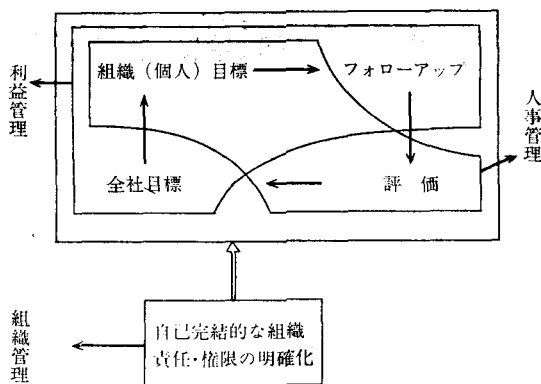 利益管理
組織（個人）目標
フォローアップ
人事管理
全社目標
評 価
組織管理
自己完結的な組織
責任・権限の明確化